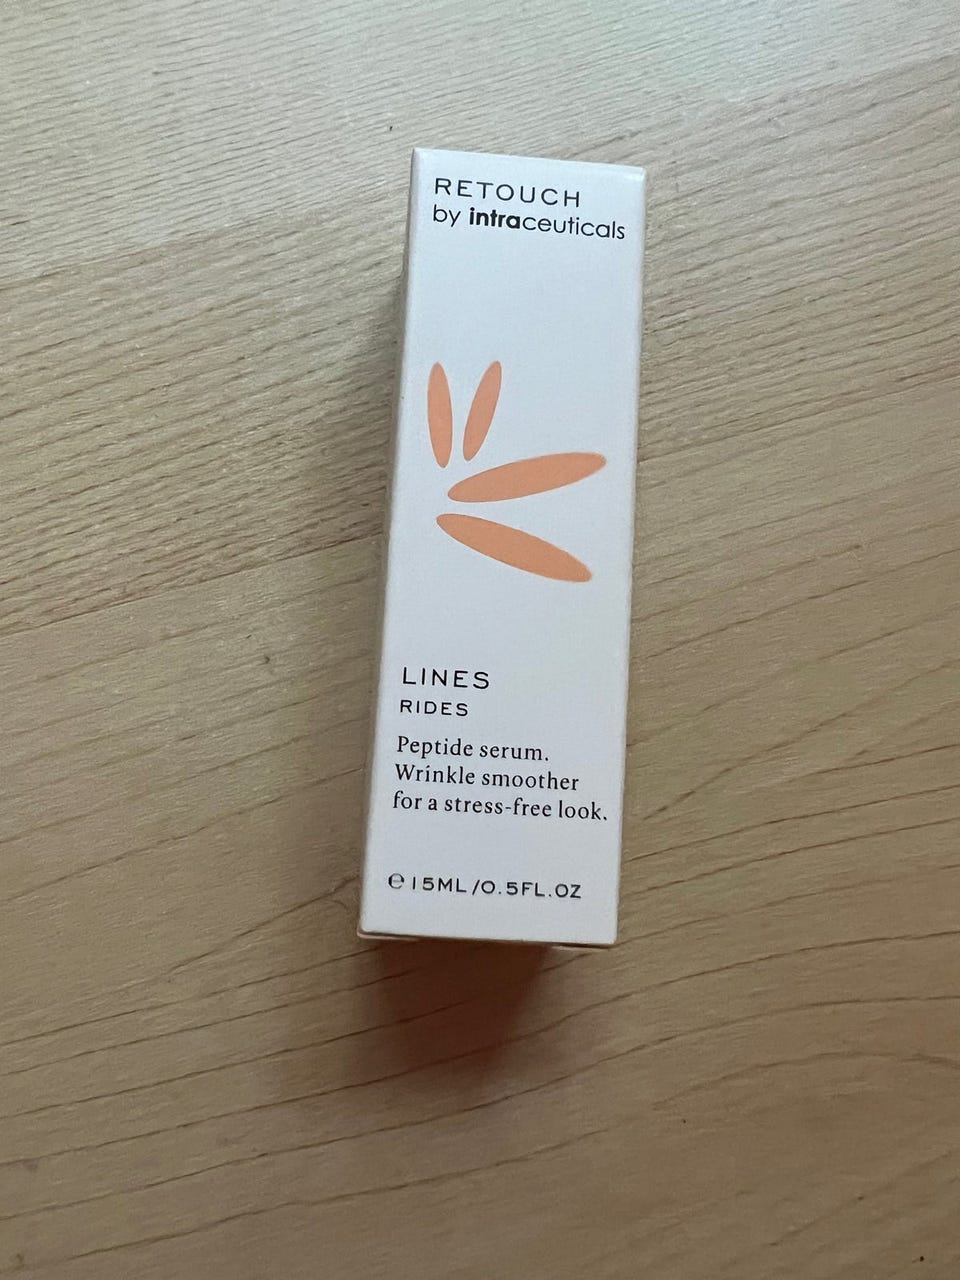 RETOUCH
by intraceuticals
LINES
RIDES
Peptide serum.
Wrinkle smoother
for a stress-free look.
℮ 15ML/0.5FL.OZ